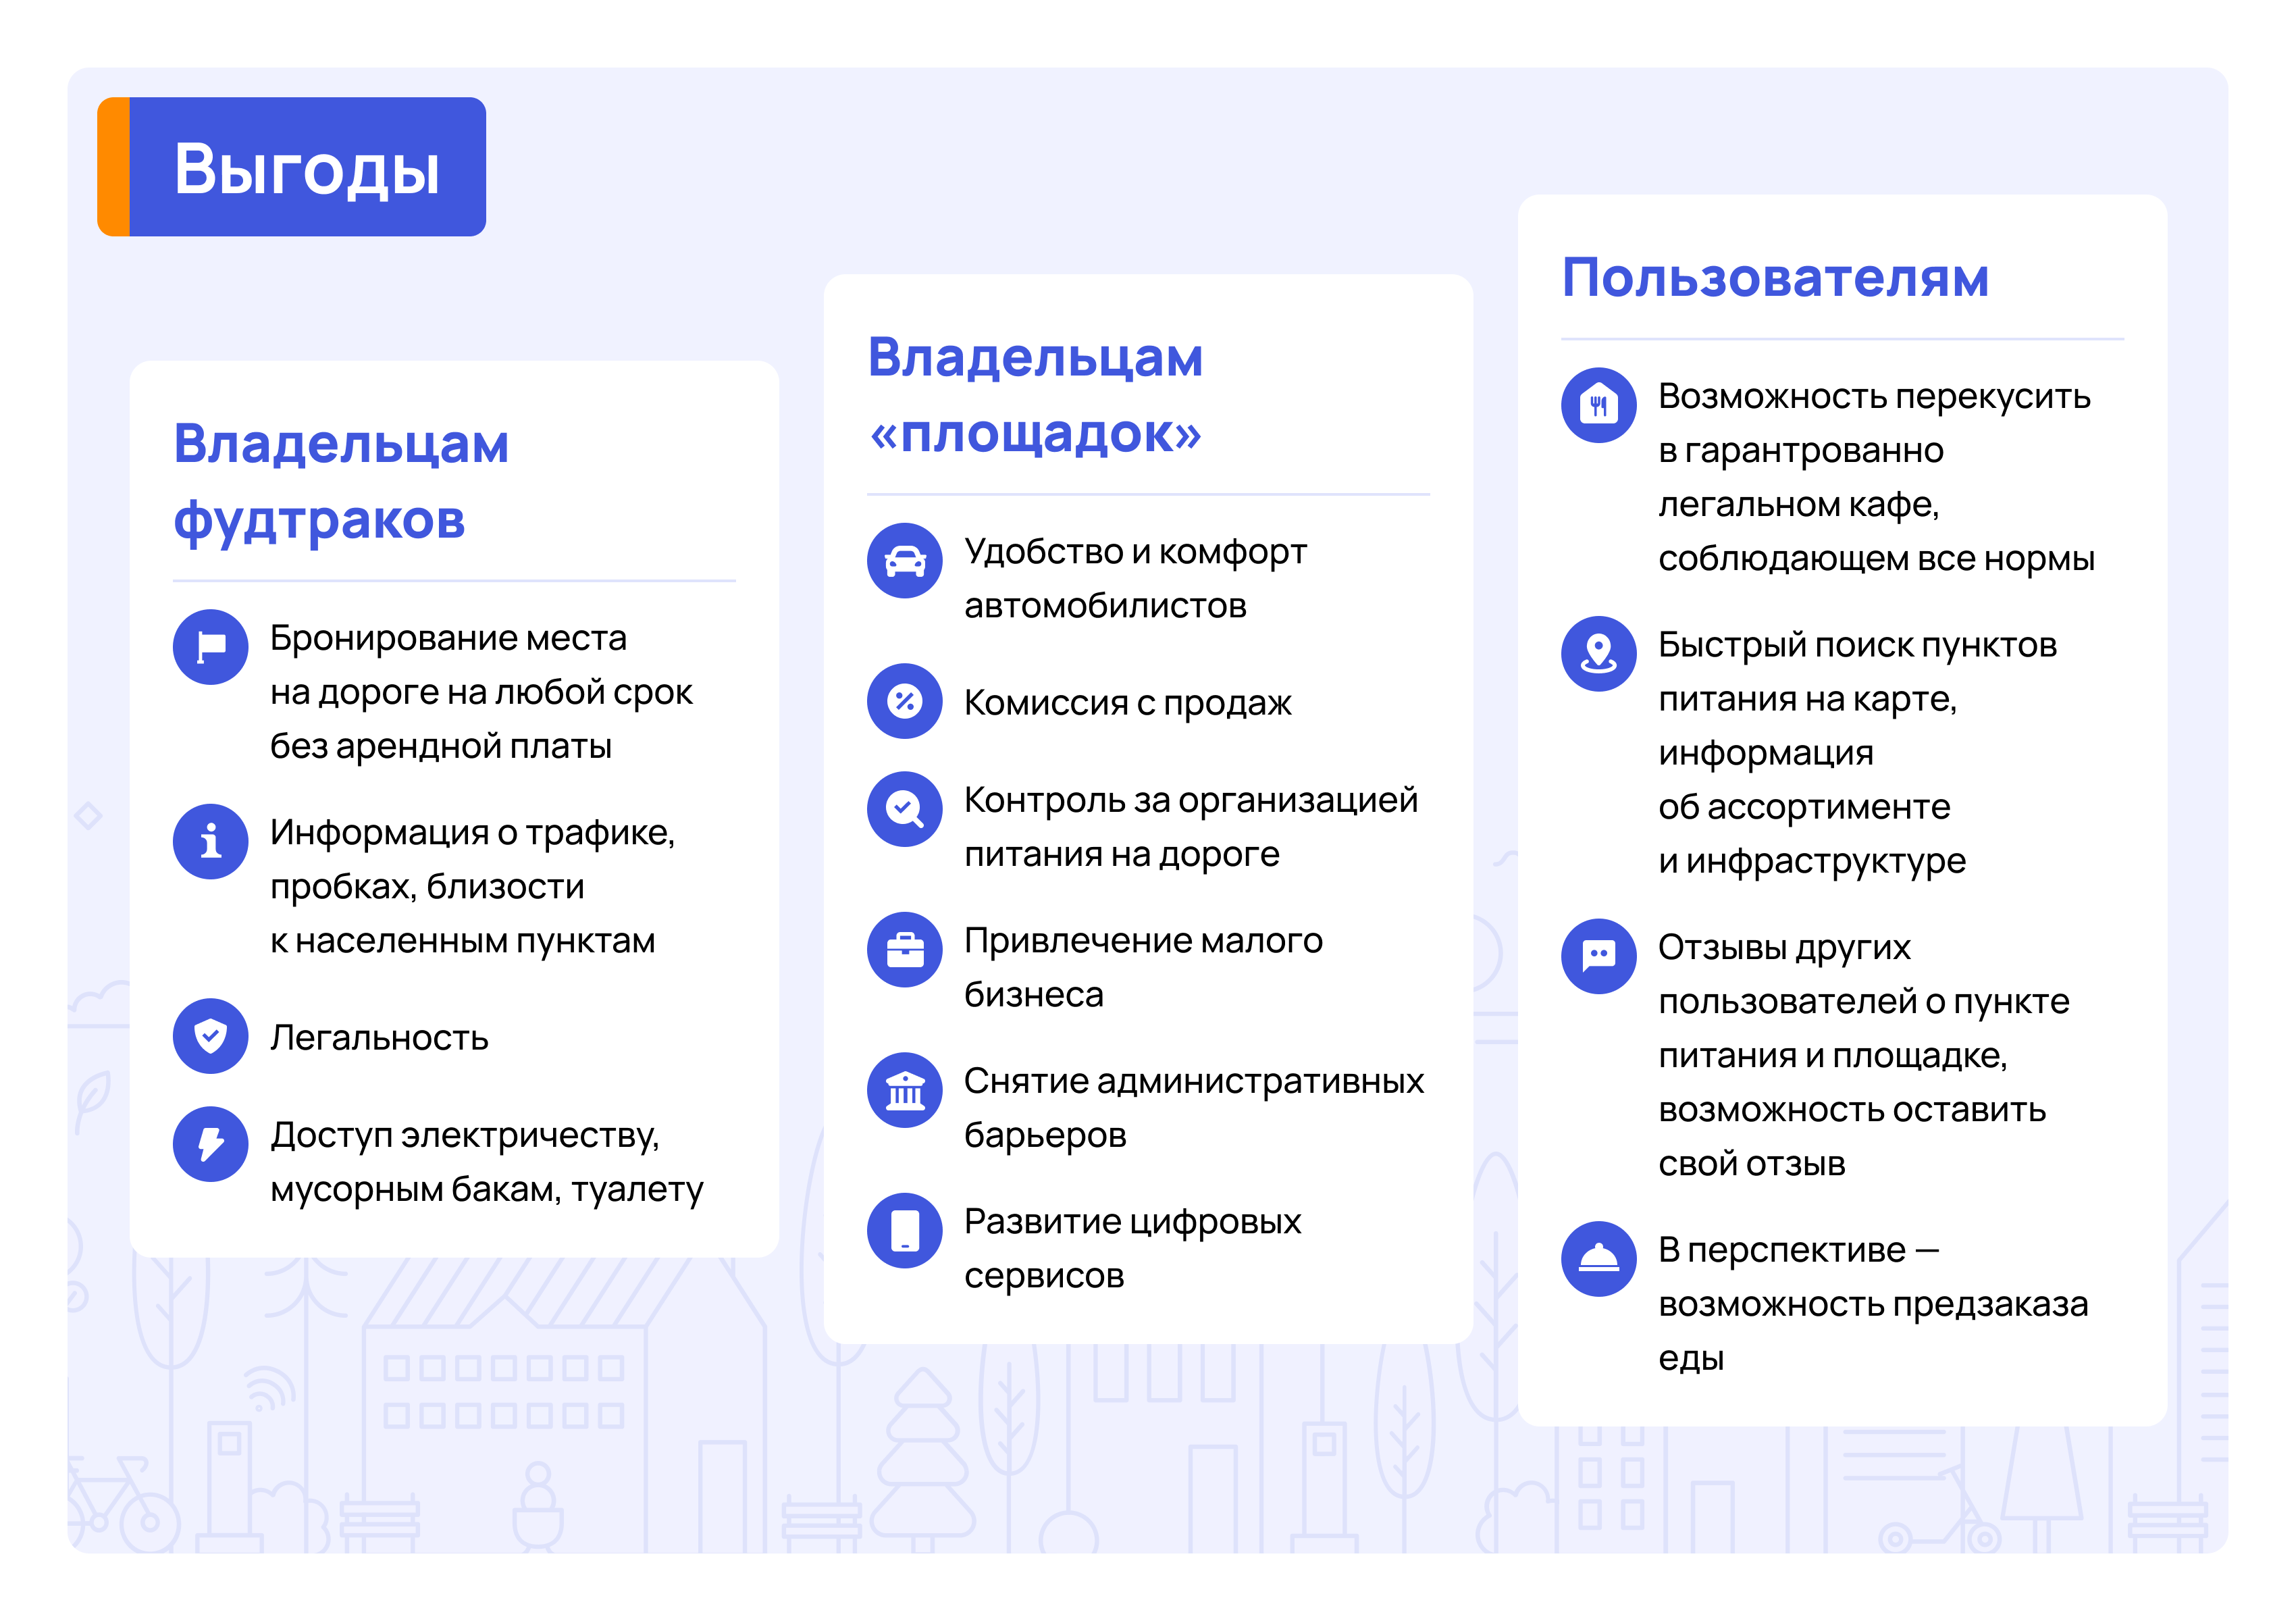 Выгоды
Владельцам
фудтраков
Бронирование места
на дороге на любой срок
без арендной платы
Информация о трафике,
пробках, близости
к населенным пунктам
Легальность
Доступ электричеству,
мусорным бакам, туалету
Владельцам
«площадок»
Удобство и комфорт
автомобилистов
Комиссия с продаж
Контроль за организацией
питания на дороге
Привлечение малого
бизнеса
Снятие административных
барьеров
Развитие цифровых
сервисов
Пользователям
Возможность перекусить
в гарантрованно
легальном кафе,
соблюдающем все нормы
Быстрый поиск пунктов
питания на карте,
информация
об ассортименте
и инфраструктуре
Отзывы других
пользователей о пункте
питания и площадке,
возможность оставить
свой отзыв
В перспективе —
возможность предзаказа
еды